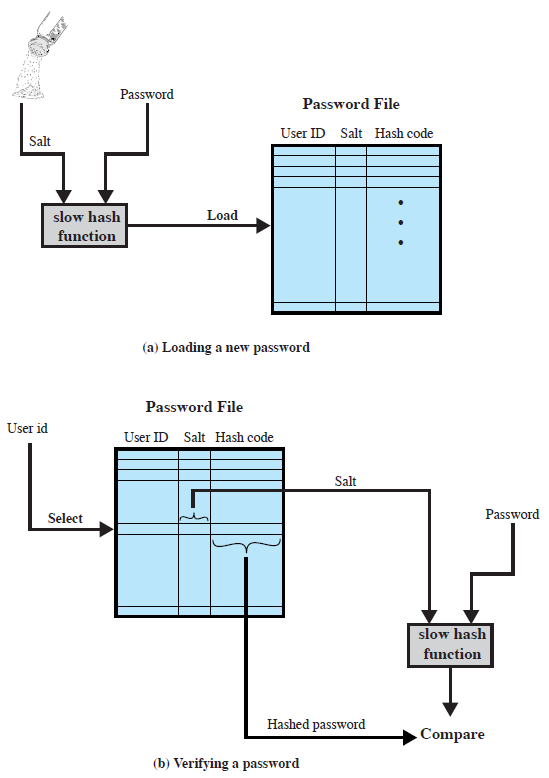 Password
Password File
User ID Salt Hash code
Salt
slow hash
function
Load
(a) Loading a new password
Password File
User id
User ID Salt Hash code
Salt
Select
Password
slow hash
function
Hashed password
Compare
(b) Verifying a password